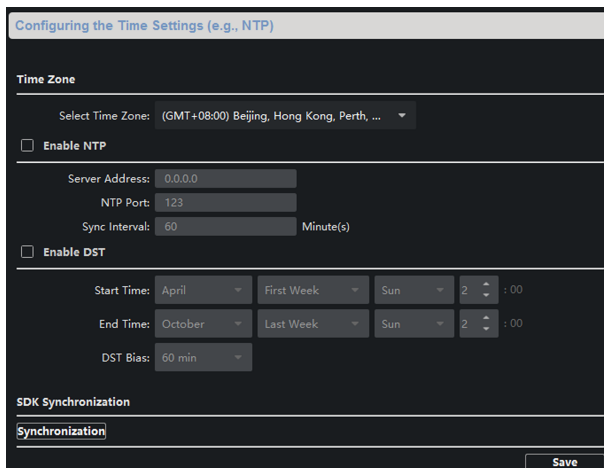 Configuring the Time Settings (e.g., NTP)
Time Zone
Select Time Zone: (GMT+08:00) Beijing, Hong Kong, Perth, ...
Enable NTP
Server Address: 0.0.0.0
NTP Port: 123
Sync Interval: 60 Minute(s)
Enable DST
Start Time: April First Week Sun 2 : 00
End Time: October Last Week Sun 2 : 00
DST Bias: 60 min
SDK Synchronization
Synchronization
Save